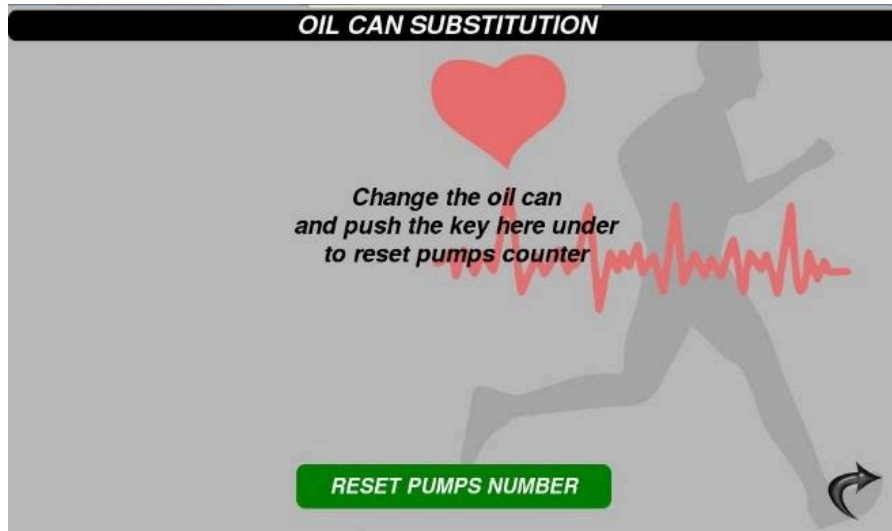 OIL CAN SUBSTITUTION
Change the oil can
and push the key here under
to reset pumps counter
RESET PUMPS NUMBER